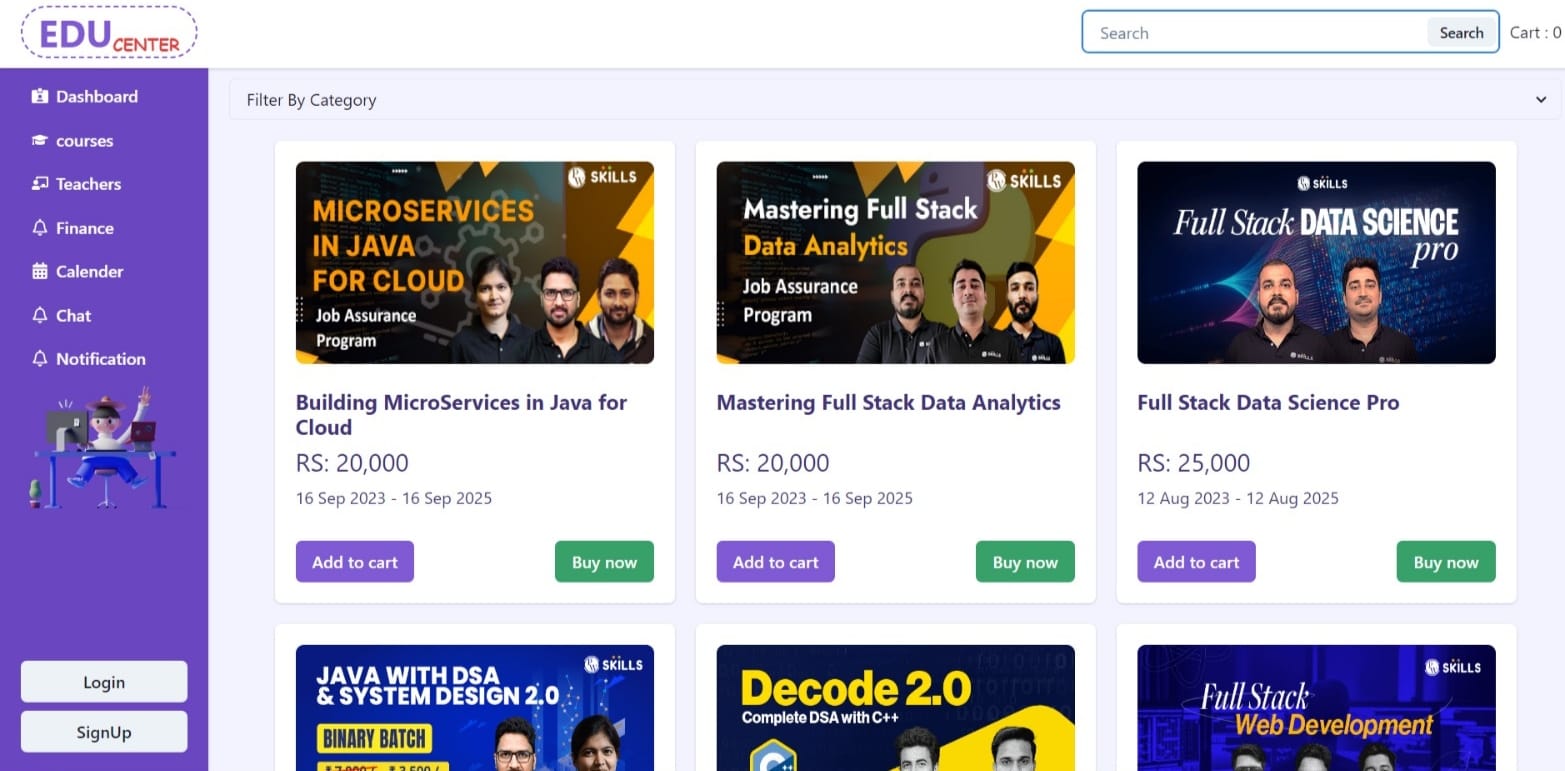 EDU CENTER
Search
Search
Cart : 0
Dashboard
courses
Teachers
Finance
Calender
Chat
Notification
Login
SignUp
Filter By Category
SKILLS
MICROSERVICES
IN JAVA
FOR CLOUD
Job Assurance
Program
Building MicroServices in Java for
Cloud
RS: 20,000
16 Sep 2023 - 16 Sep 2025
Add to cart
Buy now
SKILLS
Mastering Full Stack
Data Analytics
Job Assurance
Program
Mastering Full Stack Data Analytics
RS: 20,000
16 Sep 2023 - 16 Sep 2025
Add to cart
Buy now
SKILLS
Full Stack DATA SCIENCE
pro
Full Stack Data Science Pro
RS: 25,000
12 Aug 2023 - 12 Aug 2025
Add to cart
Buy now
SKILLS
JAVA WITH DSA
& SYSTEM DESIGN 2.0
BINARY BATCH
Decode 2.0
Complete DSA with C++
SKILLS
Full Stack
Web Development